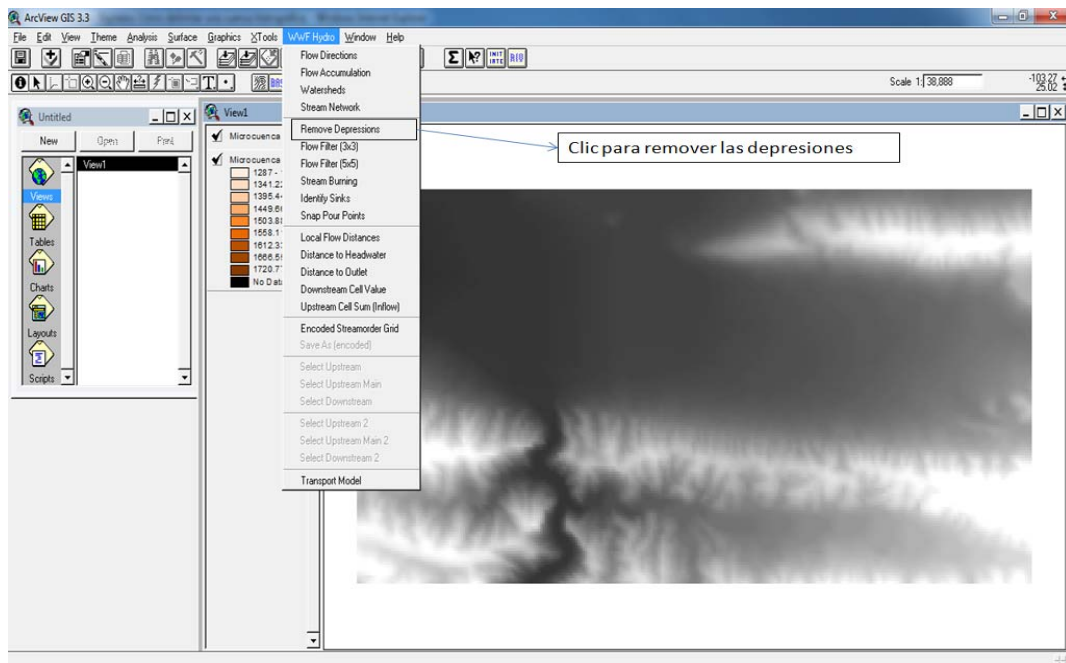 ArcView GIS 3.3
File Edit View Theme Analysis Surface Graphics XTools WWF Hydro Window Help
Scale 1: 38,888
-103.27
25.02
Untitled
New Open Print
Views
Tables
Charts
Layouts
Scripts
View1
View1
Microcuenca
Microcuenca
1287 -
1341.2
1395.4
1449.6
1503.8
1558.1
1612.3
1666.5
1720.7
No Dat
Flow Directions
Flow Accumulation
Watersheds
Stream Network
Remove Depressions
Flow Filter (3x3)
Flow Filter (5x5)
Stream Burning
Identify Sinks
Snap Pour Points
Local Flow Distances
Distance to Headwater
Distance to Outlet
Downstream Cell Value
Upstream Cell Sum (Inflow)
Encoded Streamorder Grid
Save As (encoded)
Select Upstream
Select Upstream Main
Select Downstream
Select Upstream 2
Select Upstream Main 2
Select Downstream 2
Transport Model
Clic para remover las depresiones